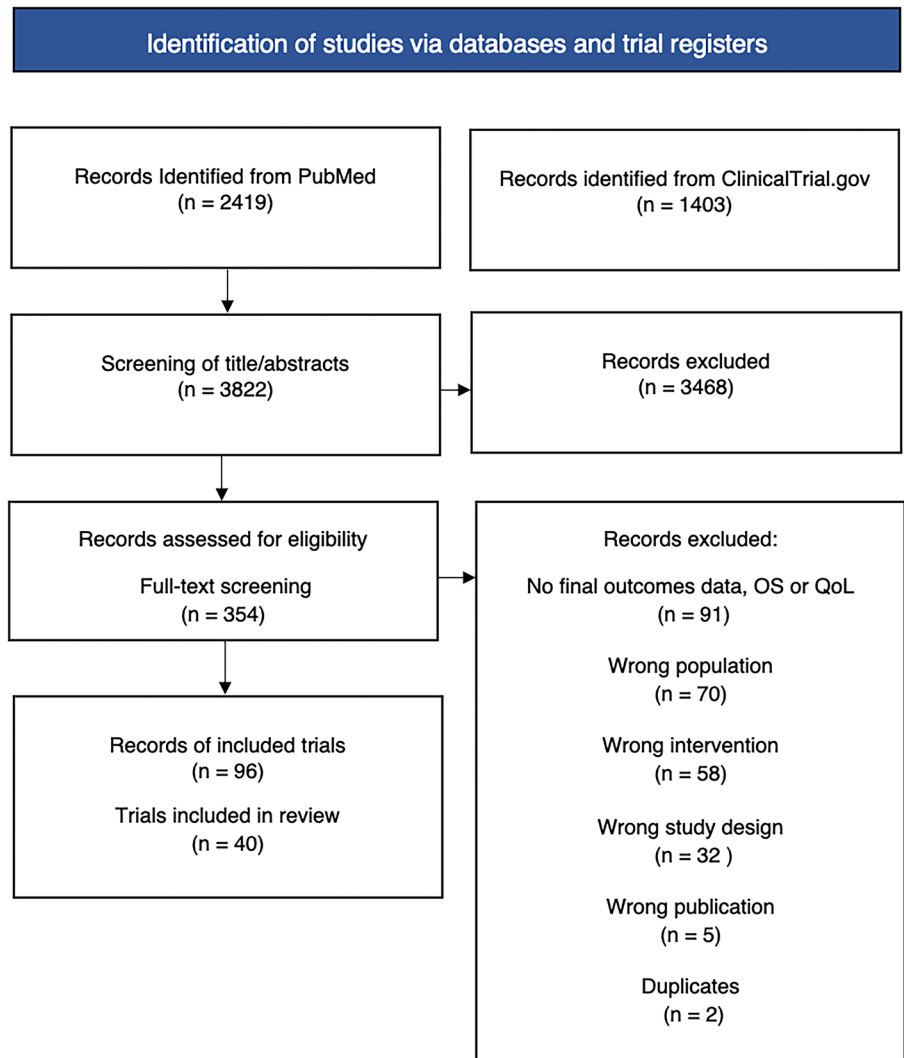 Identification of studies via databases and trial registers
Records Identified from PubMed
(n = 2419)
Records identified from ClinicalTrial.gov
(n = 1403)
Screening of title/abstracts
(n = 3822)
Records excluded
(n = 3468)
Records assessed for eligibility
Full-text screening
(n = 354)
Records excluded:
No final outcomes data, OS or QoL
(n = 91)
Wrong population
(n = 70)
Wrong intervention
(n = 58)
Wrong study design
(n = 32 )
Wrong publication
(n = 5)
Duplicates
(n = 2)
Records of included trials
(n = 96)
Trials included in review
(n = 40)